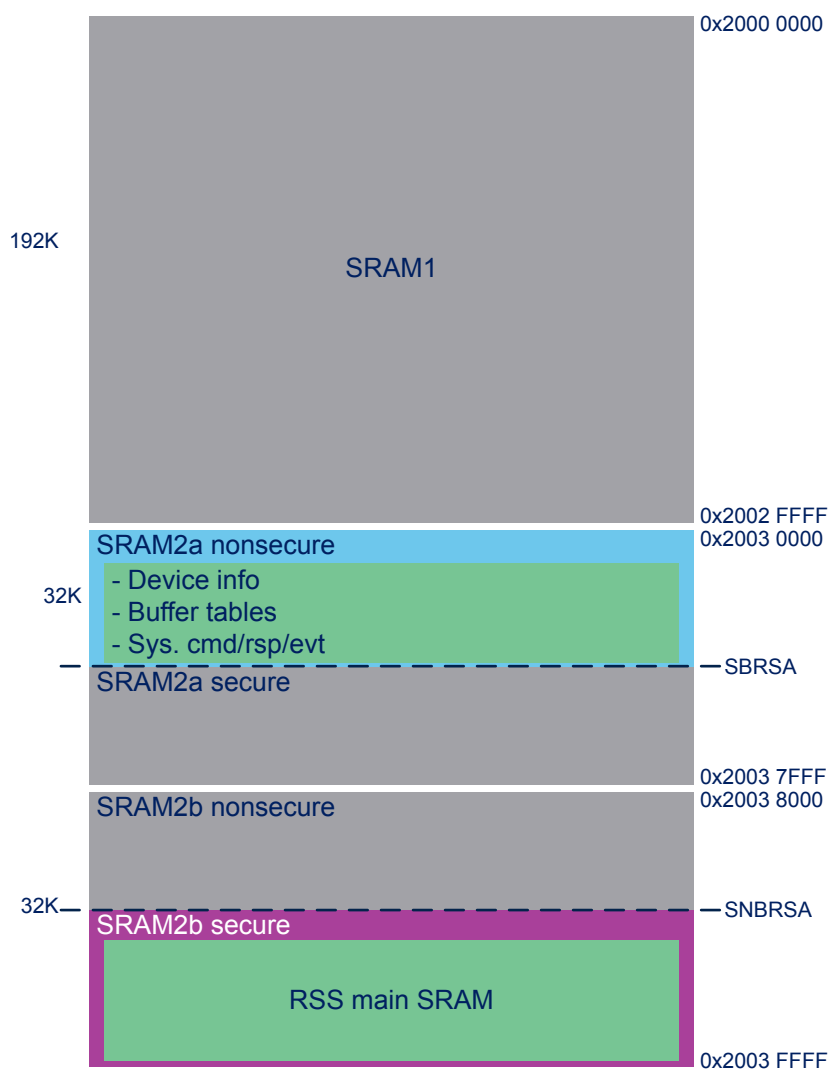 0x2000 0000
192K
SRAM1
0x2002 FFFF
SRAM2a nonsecure
0x2003 0000
- Device info
32K
- Buffer tables
- Sys. cmd/rsp/evt
SBRSA
SRAM2a secure
0x2003 7FFF
SRAM2b nonsecure
0x2003 8000
32K
SNBRSA
SRAM2b secure
RSS main SRAM
0x2003 FFFF